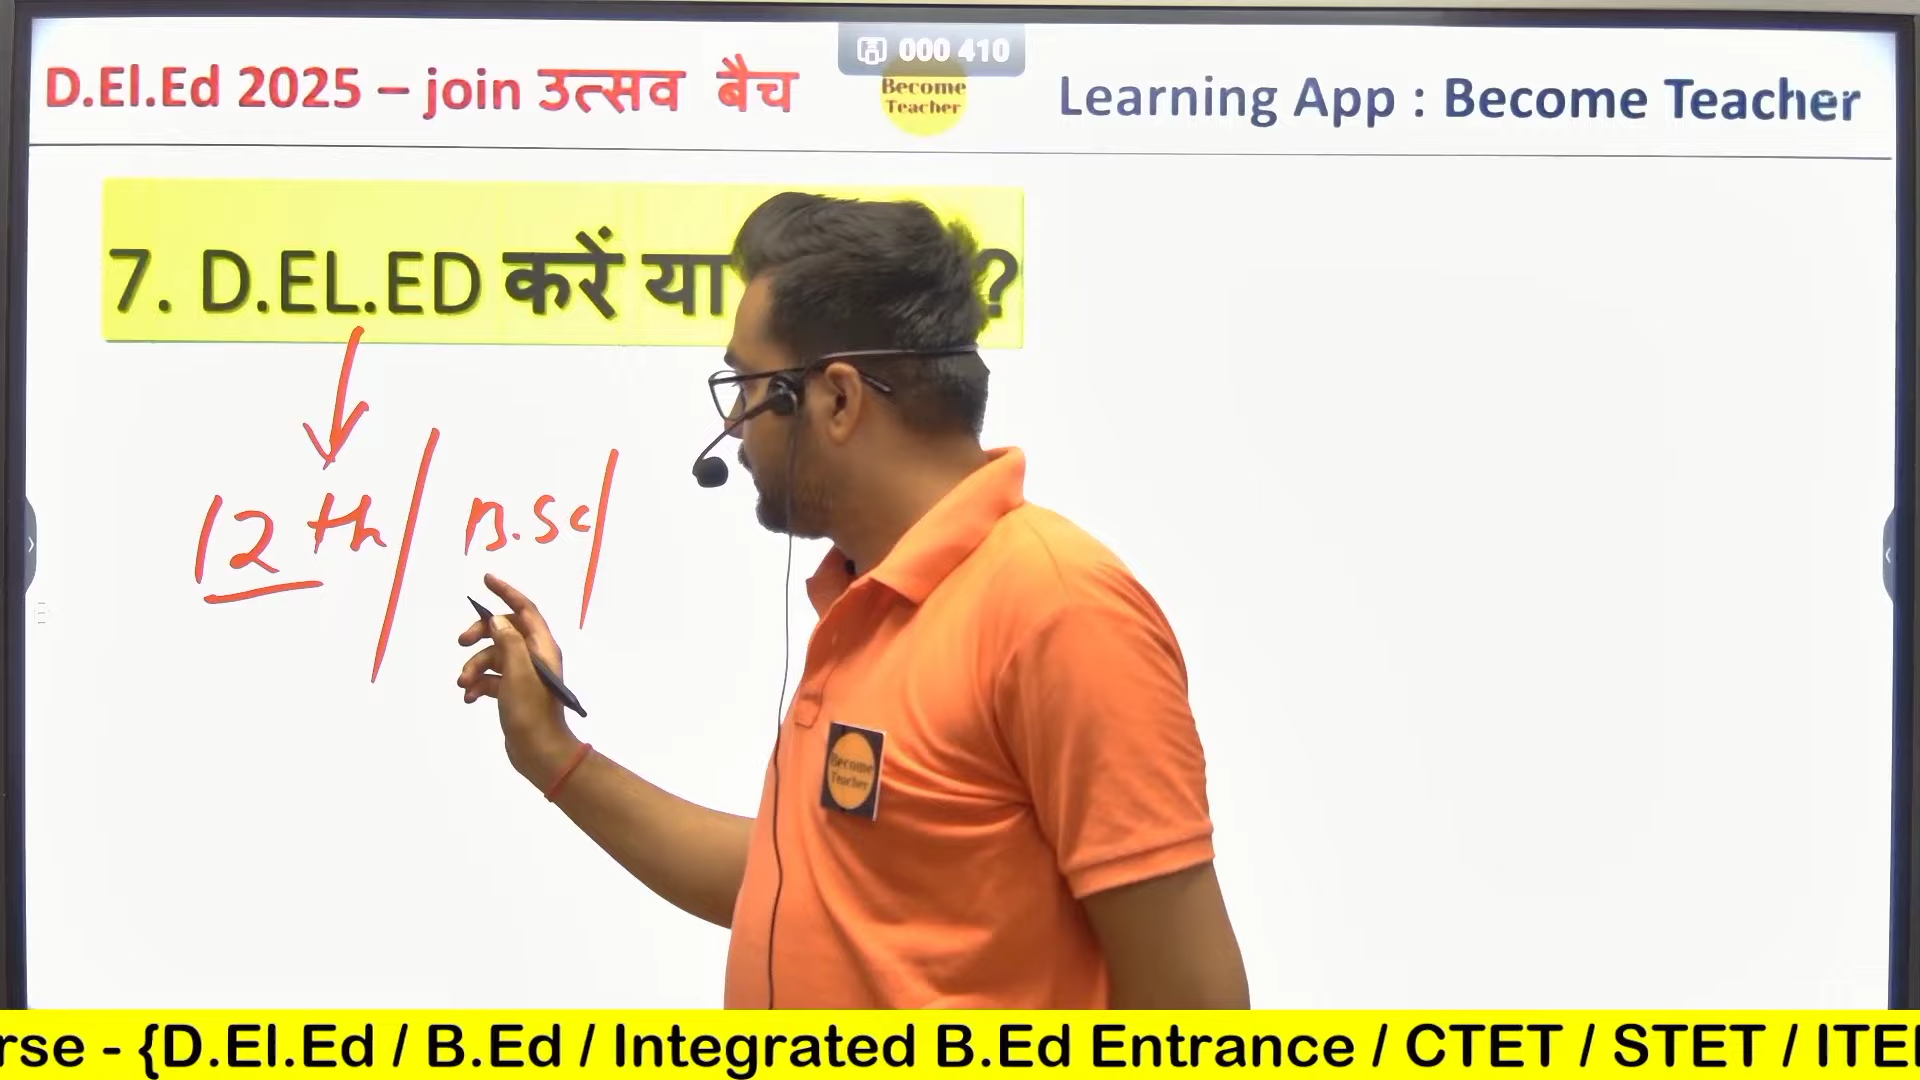 000 410
D.El.Ed 2025 – join उत्सव बैच
Become
Teacher
Learning App : Become Teacher
7. D.EL.ED करें या ?
12th / B.Sc /
Become
Teacher
rse - {D.El.Ed / B.Ed / Integrated B.Ed Entrance / CTET / STET / ITE